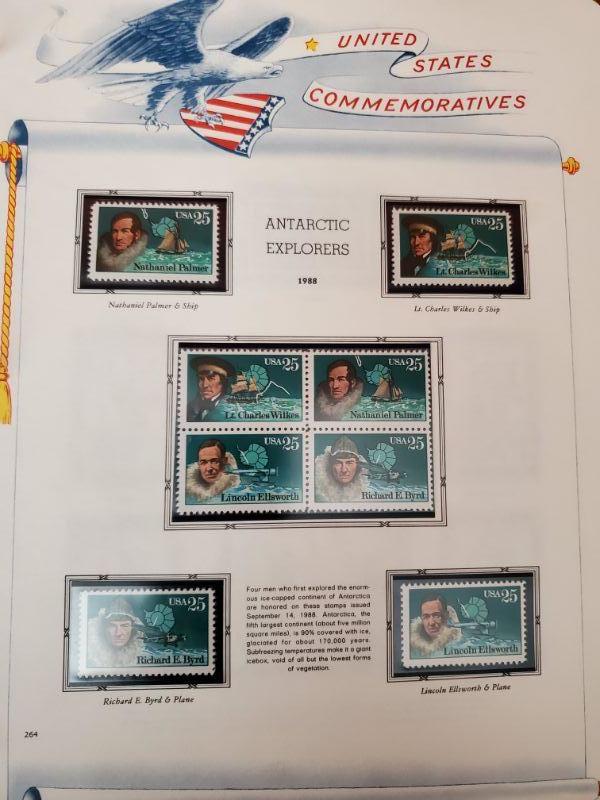 UNITED
STATES
COMMEMORATIVES
ANTARCTIC
EXPLORERS
1988
USA 25
Nathaniel Palmer
Nathaniel Palmer & Ship
USA 25
Lt. Charles Wilkes
Lt. Charles Wilkes & Ship
USA 25
Lt. Charles Wilkes
USA 25
Nathaniel Palmer
USA 25
Lincoln Ellsworth
USA 25
Richard E. Byrd
USA 25
Richard E. Byrd
Richard E. Byrd & Plane
Four men who first explored the enorm-
ous ice-capped continent of Antarctica
are honored on these stamps issued
September 14, 1988. Antarctica, the
fifth largest continent (about five million
square miles), is 90% covered with ice,
glaciated for about 170,000 years.
Subfreezing temperatures make it a giant
icebox, void of all but the lowest forms
of vegetation.
USA 25
Lincoln Ellsworth
Lincoln Ellsworth & Plane
264